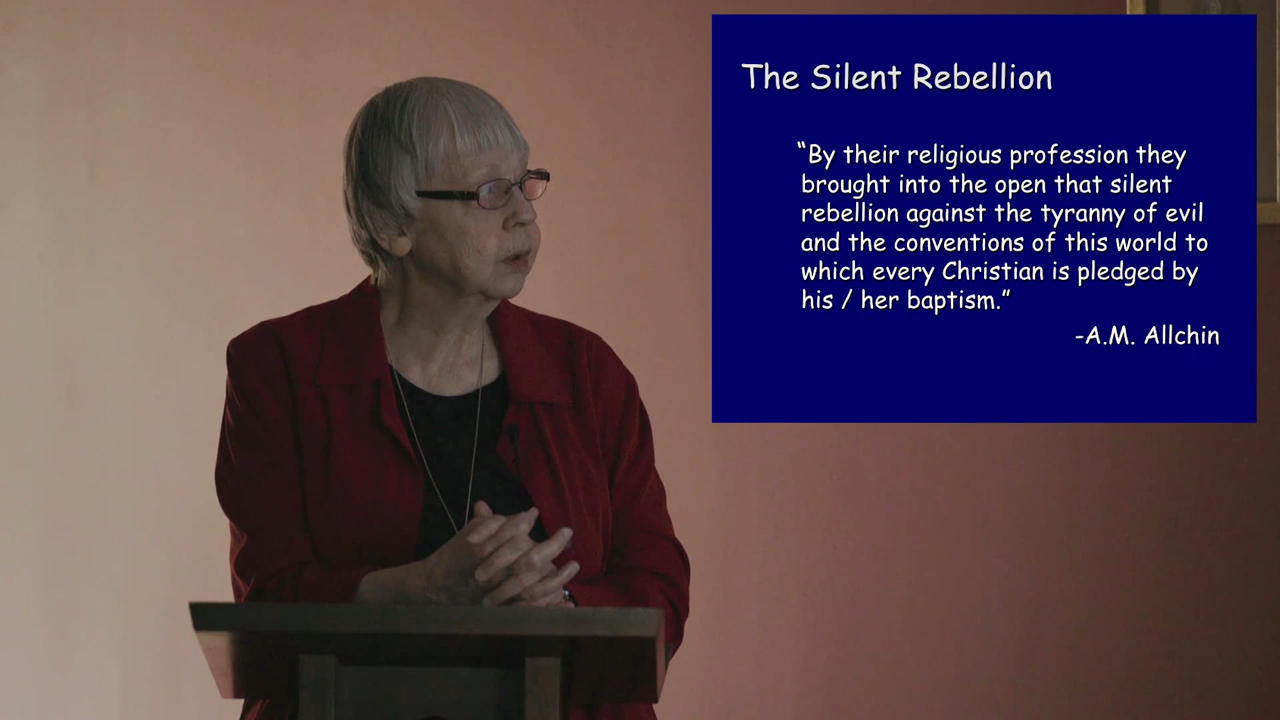 The Silent Rebellion
“By their religious profession they
brought into the open that silent
rebellion against the tyranny of evil
and the conventions of this world to
which every Christian is pledged by
his / her baptism.”
-A.M. Allchin